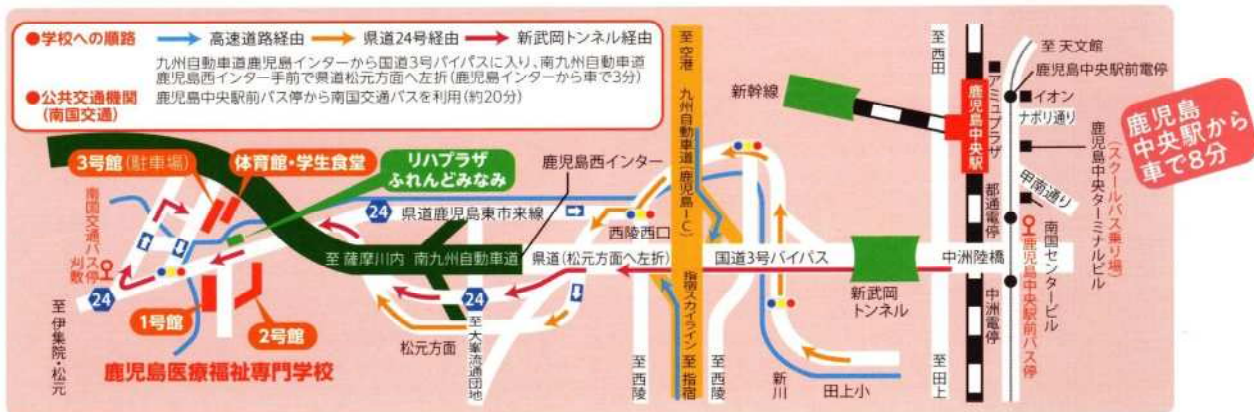 ●学校への順路 高速道路経由 県道24号経由 新武岡トンネル経由
九州自動車道鹿児島インターから国道3号バイパスに入り、南九州自動車道
鹿児島西インター手前で県道松元方面へ左折(鹿児島インターから車で3分)
●公共交通機関 鹿児島中央駅前バス停から南国交通バスを利用(約20分)
(南国交通)
3号館(駐車場)
体育館・学生食堂
リハプラザ
ふれんどみなみ
鹿児島西インター
南国交通バス停
刈敷
24
県道鹿児島東市来線
西陵西口
至 薩摩川内 南九州自動車道
県道(松元方面へ左折)
国道3号バイパス
中洲陸橋
24
24
1号館
2号館
至 伊集院・松元
鹿児島医療福祉専門学校
松元方面
至 大峯流通団地
至 西陵
至 空港
九州自動車道(鹿児島IC)
指宿スカイライン
至 指宿
至 西陵
新川
田上小
新武岡
トンネル
新幹線
至 西田
至 田上
鹿児島中央駅
アミュプラザ
都通電停
中洲電停
至 天文館
鹿児島中央駅前電停
イオン
ナポリ通り
甲南通り
鹿児島中央ターミナルビル
(スクールバス乗り場)
南国センタービル
鹿児島中央駅前バス停
鹿児島
中央駅から
車で8分